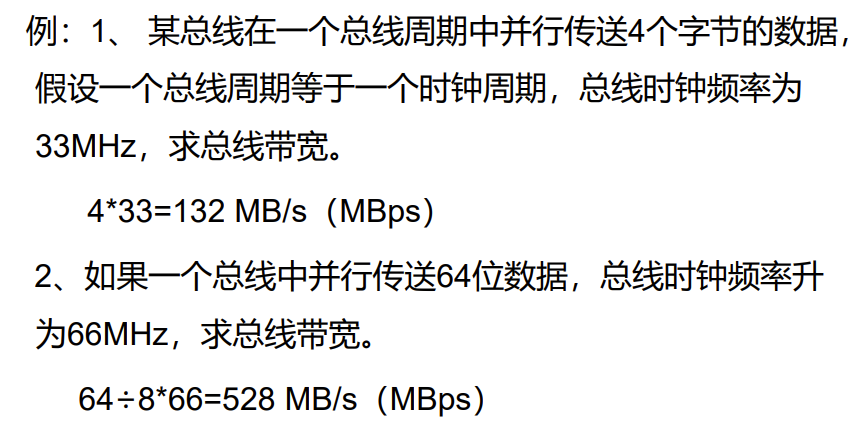 例：1、 某总线在一个总线周期中并行传送4个字节的数据，
假设一个总线周期等于一个时钟周期，总线时钟频率为
33MHz，求总线带宽。
4*33=132 MB/s（MBps）
2、如果一个总线中并行传送64位数据，总线时钟频率升
为66MHz，求总线带宽。
64÷8*66=528 MB/s（MBps）